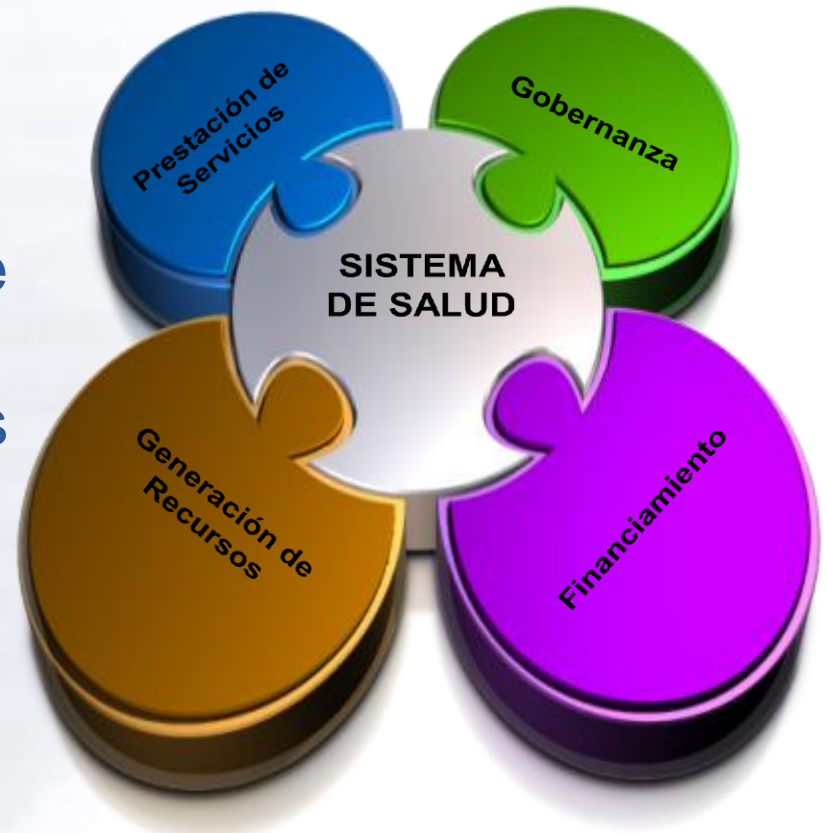 Prestación de
Servicios
Gobernanza
SISTEMA
DE SALUD
Generación de
Recursos
Financiamiento